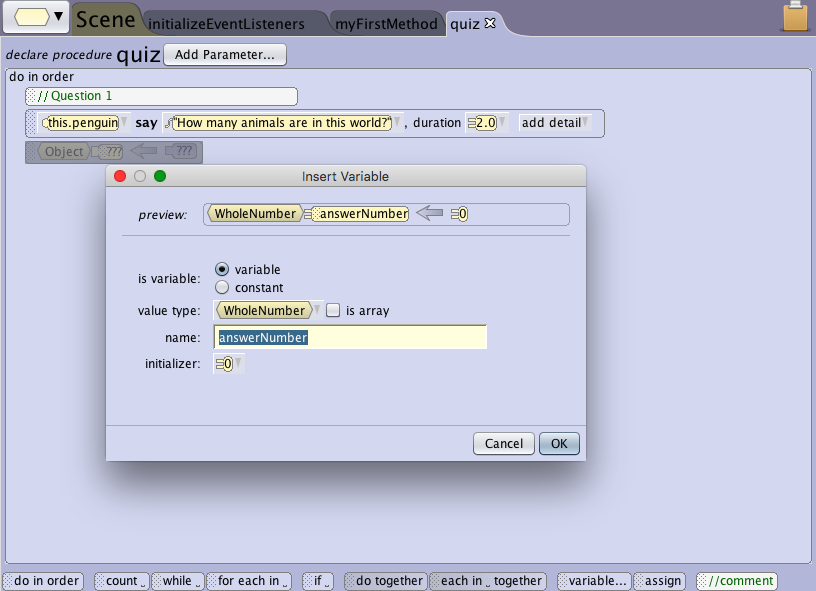 Scene initializeEventListeners myFirstMethod quiz
declare procedure quiz Add Parameter...
do in order
//Question 1
this.penguin say "How many animals are in this world?" , duration 2.0 add detail
Object ??? ???
Insert Variable
preview: WholeNumber answerNumber 0
is variable: variable
constant
value type: WholeNumber is array
name: answerNumber
initializer: 0
Cancel OK
do in order count _ while _ for each in _ if _ do together each in _ together variable... assign //comment